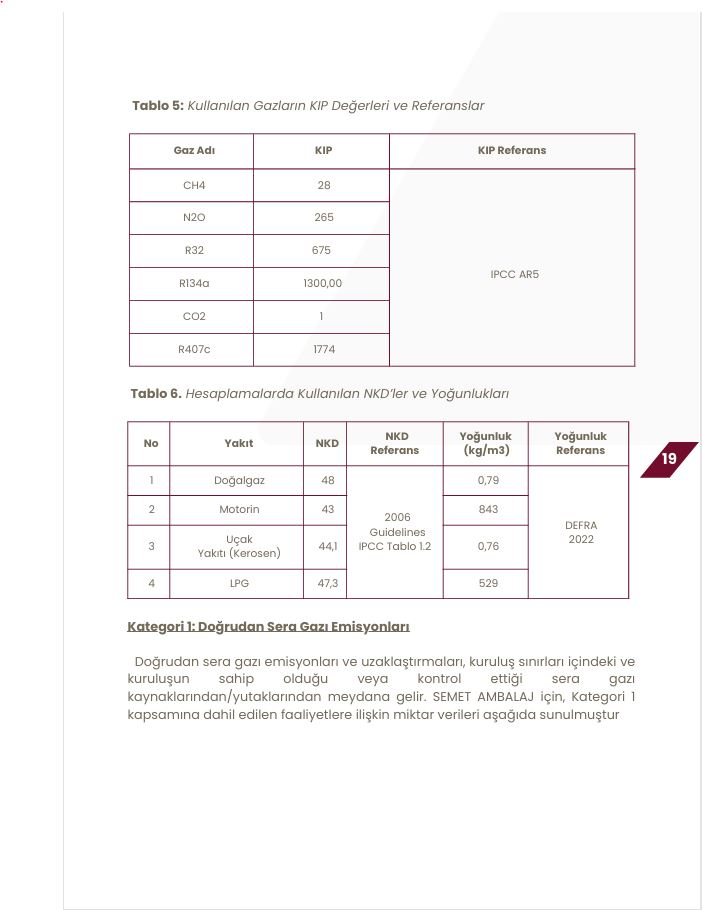 Tablo 5: Kullanılan Gazların KIP Değerleri ve Referanslar
Gaz Adı KIP KIP Referans
CH4 28
N2O 265
R32 675
R134a 1300,00
IPCC AR5
CO2 1
R407c 1774
Tablo 6. Hesaplamalarda Kullanılan NKD’ler ve Yoğunlukları
No Yakıt NKD NKD Referans Yoğunluk (kg/m3) Yoğunluk Referans
1 Doğalgaz 48 0,79
2 Motorin 43 843
2006 Guidelines IPCC Tablo 1.2
DEFRA 2022
3 Uçak Yakıtı (Kerosen) 44,1 0,76
4 LPG 47,3 529
19
Kategori 1: Doğrudan Sera Gazı Emisyonları
Doğrudan sera gazı emisyonları ve uzaklaştırmaları, kuruluş sınırları içindeki ve
kuruluşun sahip olduğu veya kontrol ettiği sera gazı
kaynaklarından/yutaklarından meydana gelir. SEMET AMBALAJ için, Kategori 1
kapsamına dahil edilen faaliyetlere ilişkin miktar verileri aşağıda sunulmuştur